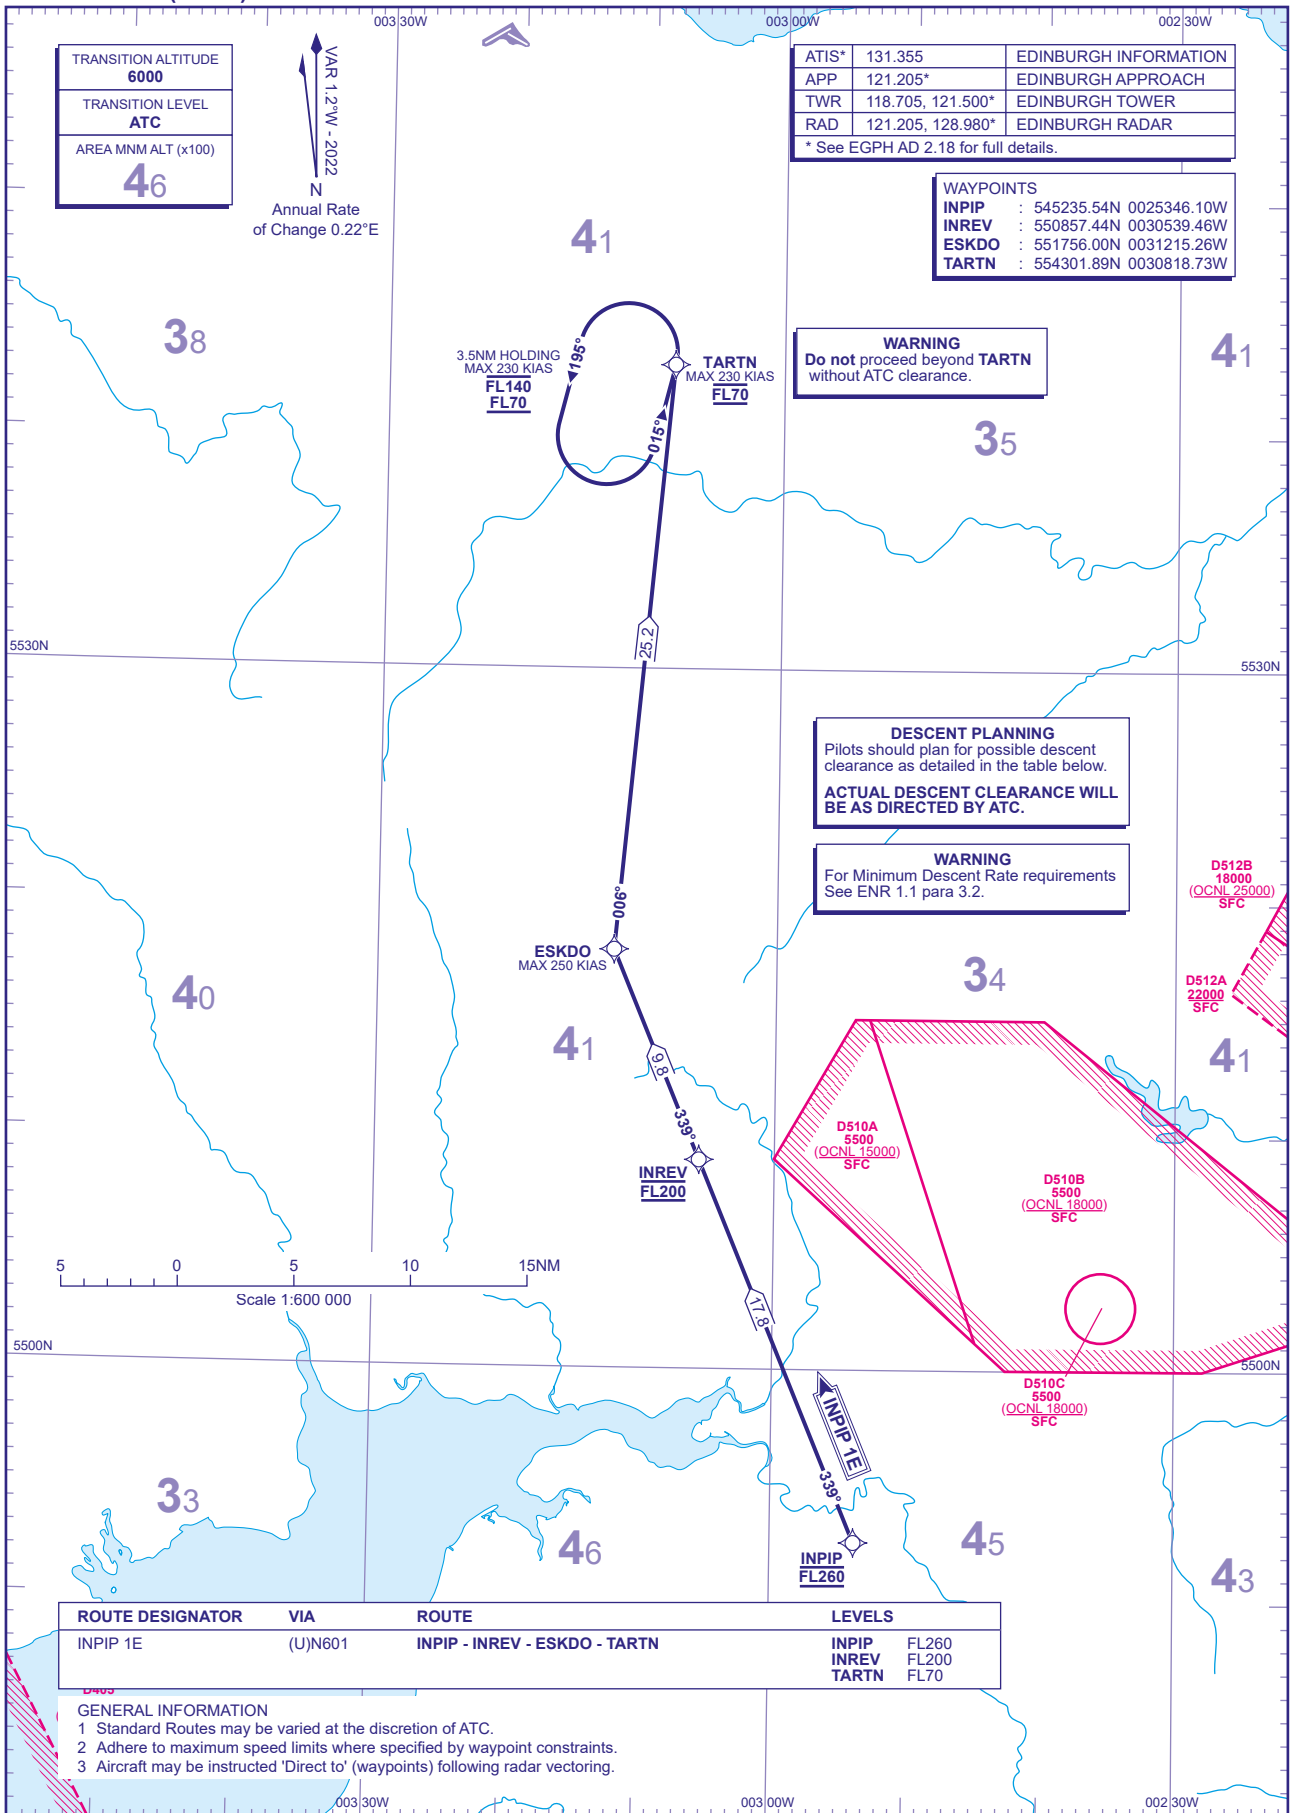 003 30W
003 00W
002 30W
TRANSITION ALTITUDE
6000
TRANSITION LEVEL
ATC
AREA MNM ALT (x100)
46
VAR 1.2°W - 2022
N
Annual Rate
of Change 0.22°E
ATIS* 131.355 EDINBURGH INFORMATION
APP 121.205* EDINBURGH APPROACH
TWR 118.705, 121.500* EDINBURGH TOWER
RAD 121.205, 128.980* EDINBURGH RADAR
* See EGPH AD 2.18 for full details.
WAYPOINTS
INPIP : 545235.54N 0025346.10W
INREV : 550857.44N 0030539.46W
ESKDO : 551756.00N 0031215.26W
TARTN : 554301.89N 0030818.73W
41
38
3.5NM HOLDING
MAX 230 KIAS
FL140
FL70
195°
015°
TARTN
MAX 230 KIAS
FL70
WARNING
Do not proceed beyond TARTN
without ATC clearance.
41
35
25.2
5530N
5530N
DESCENT PLANNING
Pilots should plan for possible descent
clearance as detailed in the table below.
ACTUAL DESCENT CLEARANCE WILL
BE AS DIRECTED BY ATC.
WARNING
For Minimum Descent Rate requirements
See ENR 1.1 para 3.2.
D512B
18000
(OCNL 25000)
SFC
006°
ESKDO
MAX 250 KIAS
40
34
D512A
22000
SFC
41
41
9.8
339°
D510A
5500
(OCNL 15000)
SFC
INREV
FL200
D510B
5500
(OCNL 18000)
SFC
5 0 5 10 15NM
Scale 1:600 000
17.8
5500N
5500N
D510C
5500
(OCNL 18000)
SFC
INPIP 1E
339°
33
46
45
43
INPIP
FL260
ROUTE DESIGNATOR VIA ROUTE LEVELS
INPIP 1E (U)N601 INPIP - INREV - ESKDO - TARTN INPIP FL260
INREV FL200
TARTN FL70
GENERAL INFORMATION
1 Standard Routes may be varied at the discretion of ATC.
2 Adhere to maximum speed limits where specified by waypoint constraints.
3 Aircraft may be instructed 'Direct to' (waypoints) following radar vectoring.
003 30W
003 00W
002 30W